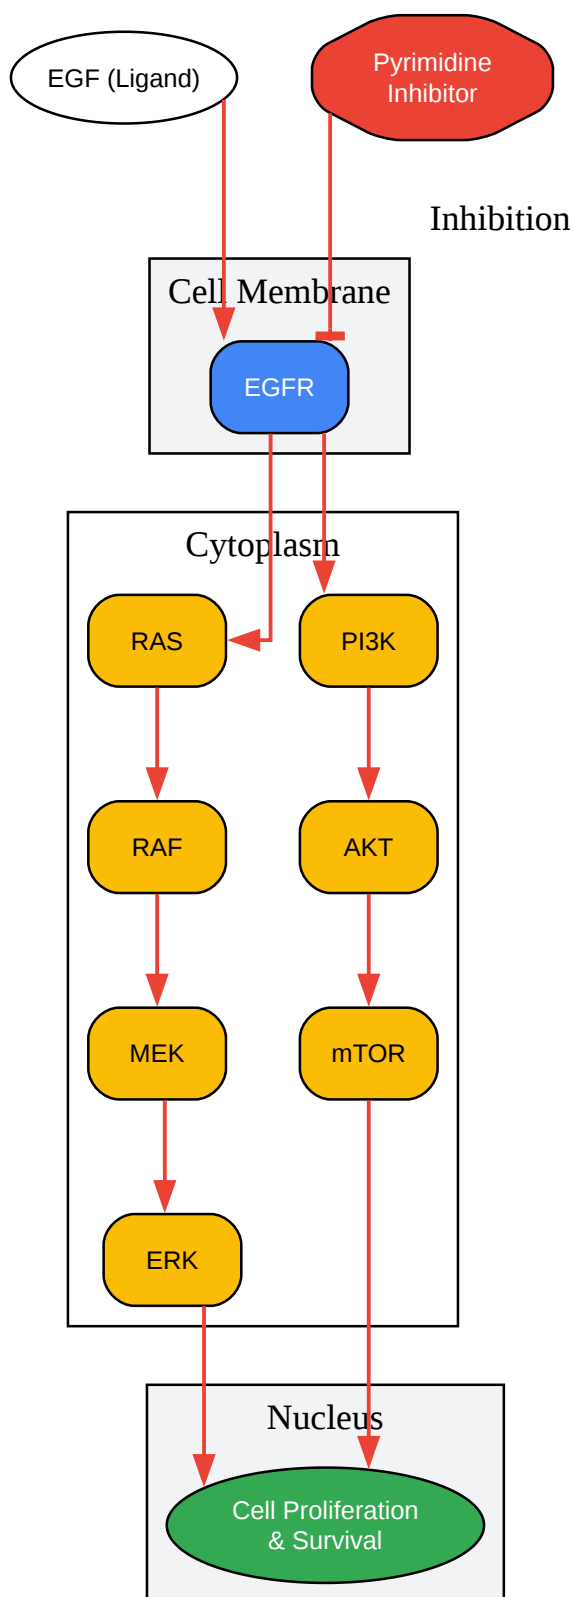 EGF (Ligand)
Pyrimidine
Inhibitor
Inhibition
Cell Membrane
EGFR
Cytoplasm
RAS
PI3K
RAF
AKT
MEK
mTOR
ERK
Nucleus
Cell Proliferation
& Survival